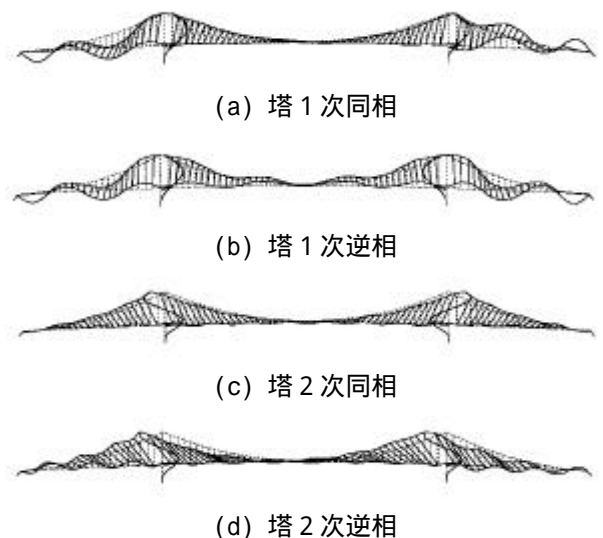 (a) 塔 1 次同相
(b) 塔 1 次逆相
(c) 塔 2 次同相
(d) 塔 2 次逆相